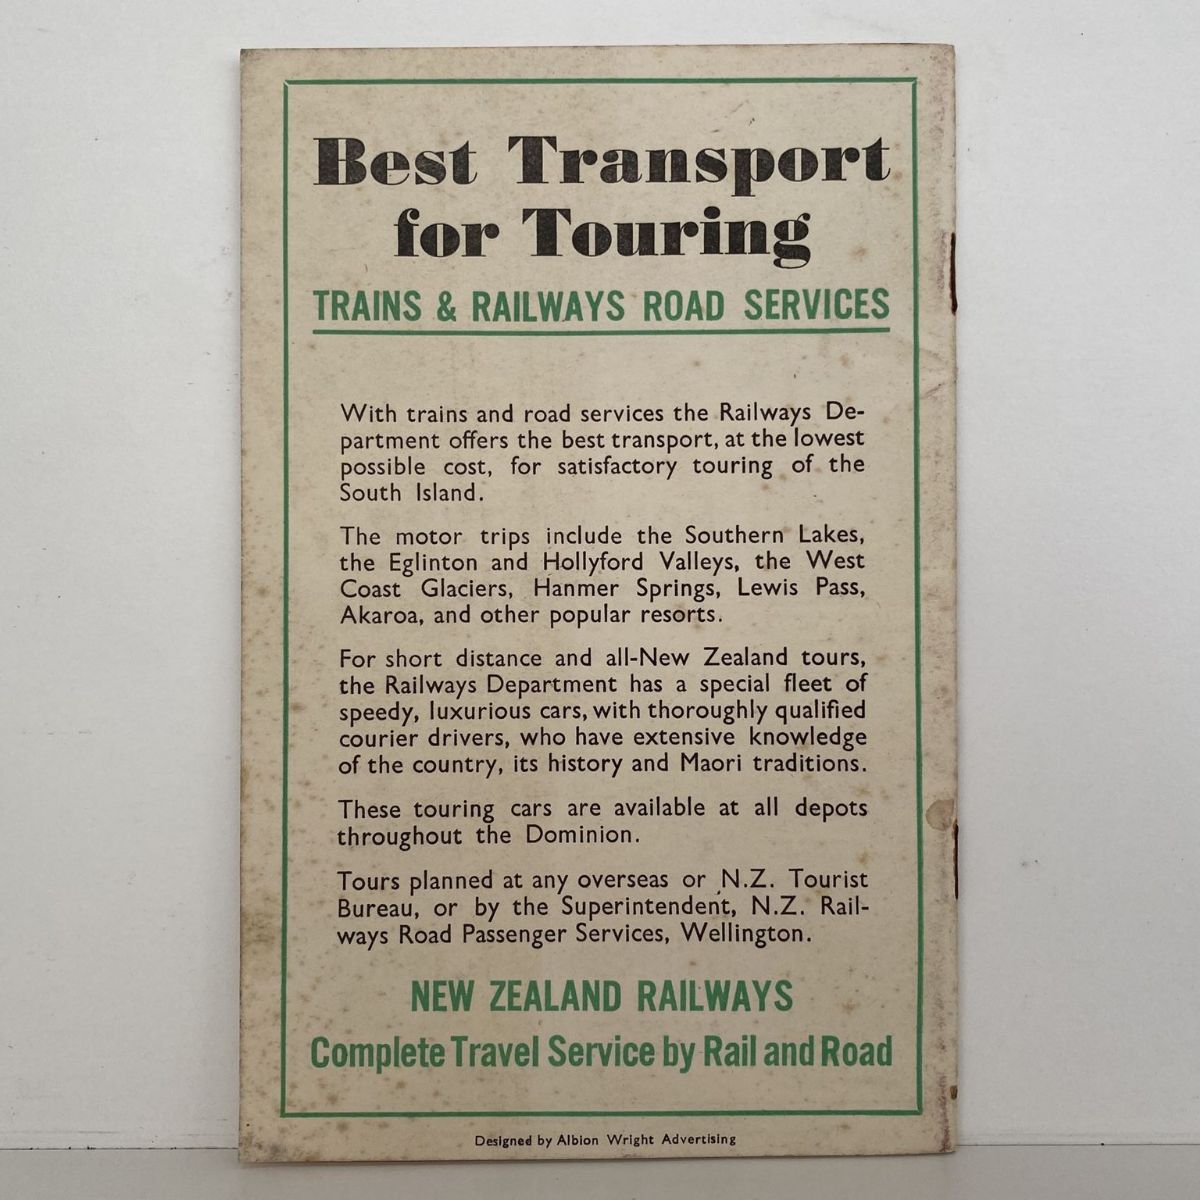 Best Transport
for Touring
TRAINS & RAILWAYS ROAD SERVICES
With trains and road services the Railways De-
partment offers the best transport, at the lowest
possible cost, for satisfactory touring of the
South Island.
The motor trips include the Southern Lakes,
the Eglinton and Hollyford Valleys, the West
Coast Glaciers, Hanmer Springs, Lewis Pass,
Akaroa, and other popular resorts.
For short distance and all-New Zealand tours,
the Railways Department has a special fleet of
speedy, luxurious cars, with thoroughly qualified
courier drivers, who have extensive knowledge
of the country, its history and Maori traditions.
These touring cars are available at all depots
throughout the Dominion.
Tours planned at any overseas or N.Z. Tourist
Bureau, or by the Superintendent, N.Z. Rail-
ways Road Passenger Services, Wellington.
NEW ZEALAND RAILWAYS
Complete Travel Service by Rail and Road
Designed by Albion Wright Advertising